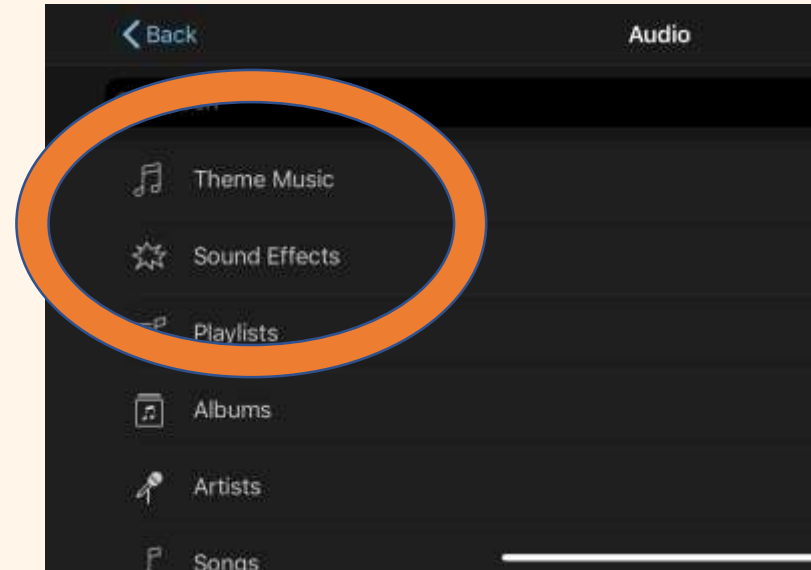 Back
Audio
Theme Music
Sound Effects
Playlists
Albums
Artists
Songs